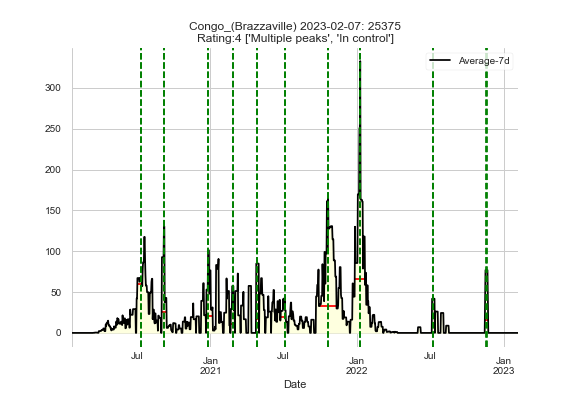 Congo_(Brazzaville) 2023-02-07: 25375
Rating:4 ['Multiple peaks', 'In control']
Average-7d
350
300
250
200
150
100
50
0
Jul
Jan
2021
Jul
Jan
2022
Jul
Jan
2023
Date